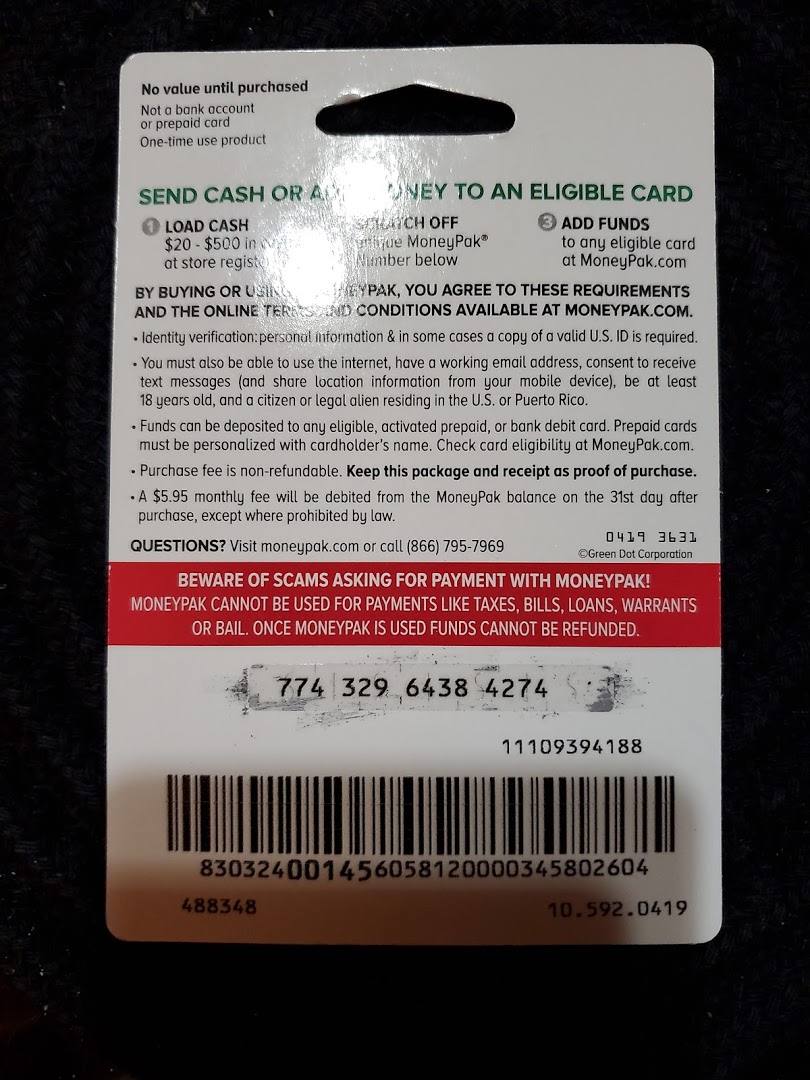 No value until purchased
Not a bank account
or prepaid card
One-time use product
SEND CASH OR MONEY TO AN ELIGIBLE CARD
1 LOAD CASH
$20 - $500 in
at store
SCRATCH OFF
unique MoneyPak®
Number below
3 ADD FUNDS
to any eligible card
at MoneyPak.com
BY BUYING OR USING MONEYPAK, YOU AGREE TO THESE REQUIREMENTS
AND THE ONLINE TERMS AND CONDITIONS AVAILABLE AT MONEYPAK.COM.
• Identity verification: personal information & in some cases a copy of a valid U.S. ID is required.
• You must also be able to use the internet, have a working email address, consent to receive
text messages (and share location information from your mobile device), be at least
18 years old, and a citizen or legal alien residing in the U.S. or Puerto Rico.
• Funds can be deposited to any eligible, activated prepaid, or bank debit card. Prepaid cards
must be personalized with cardholder's name. Check card eligibility at MoneyPak.com.
• Purchase fee is non-refundable. Keep this package and receipt as proof of purchase.
• A $5.95 monthly fee will be debited from the MoneyPak balance on the 31st day after
purchase, except where prohibited by law.
QUESTIONS? Visit moneypak.com or call (866) 795-7969
0419 3631
©Green Dot Corporation
BEWARE OF SCAMS ASKING FOR PAYMENT WITH MONEYPAK!
MONEYPAK CANNOT BE USED FOR PAYMENTS LIKE TAXES, BILLS, LOANS, WARRANTS
OR BAIL. ONCE MONEYPAK IS USED FUNDS CANNOT BE REFUNDED.
774 329 6438 4274
11109394188
830324001456058120000345802604
488348
10.592.0419